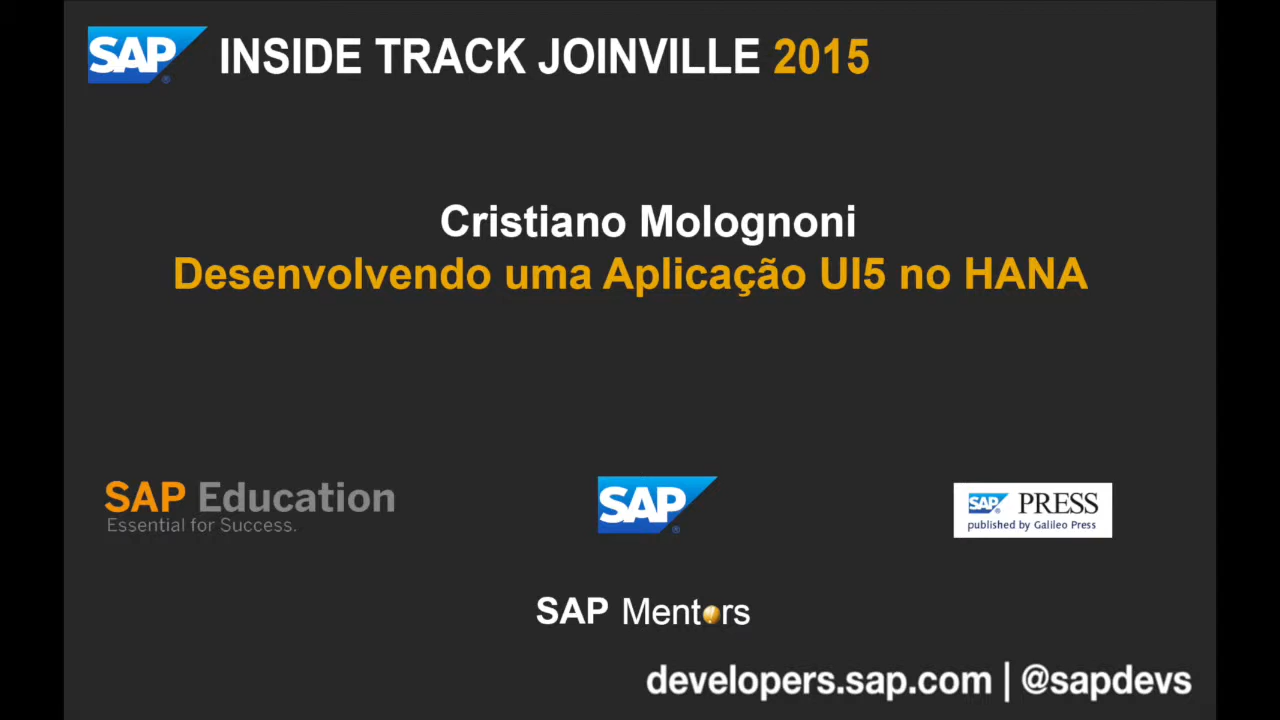 SAP INSIDE TRACK JOINVILLE 2015
Cristiano Molognoni
Desenvolvendo uma Aplicação UI5 no HANA
SAP Education
Essential for Success.
SAP ®
SAP PRESS
published by Galileo Press
SAP Mentors
developers.sap.com | @sapdevs